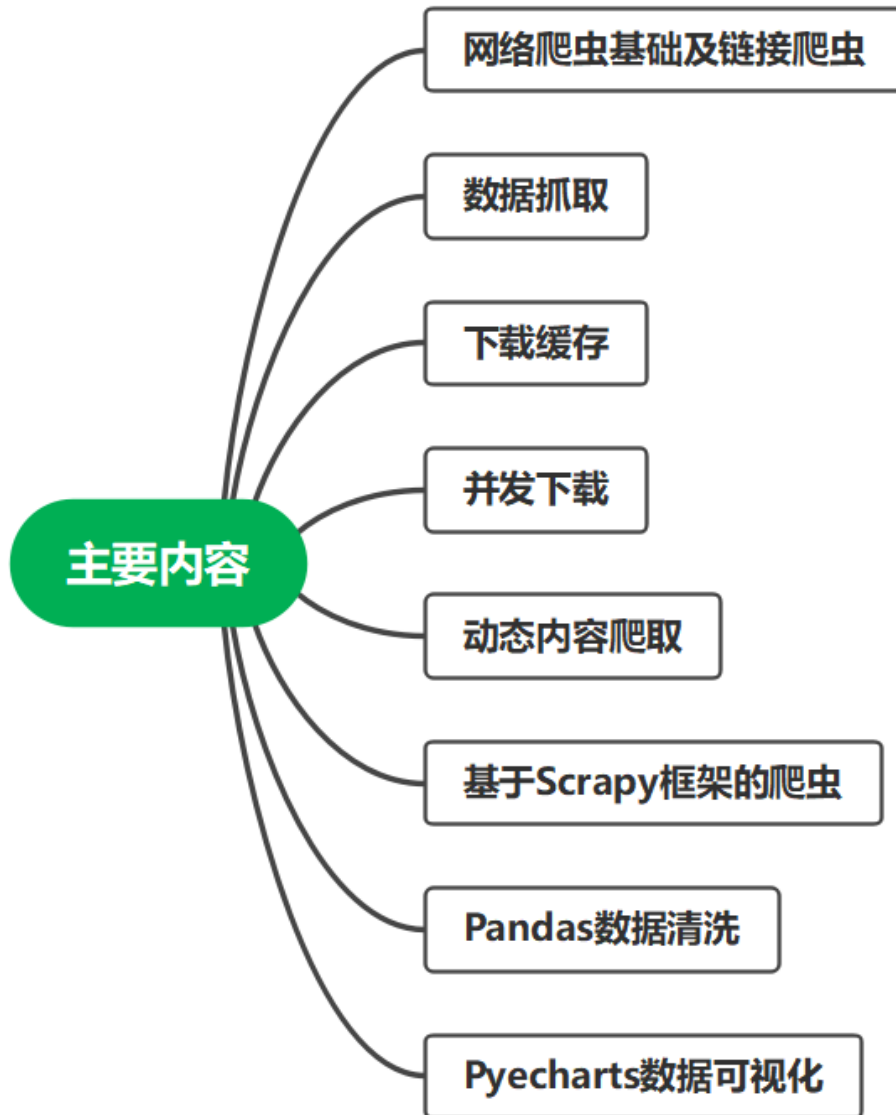 网络爬虫基础及链接爬虫
数据抓取
下载缓存
并发下载
主要内容
动态内容爬取
基于Scrapy框架的爬虫
Pandas数据清洗
Pyecharts数据可视化